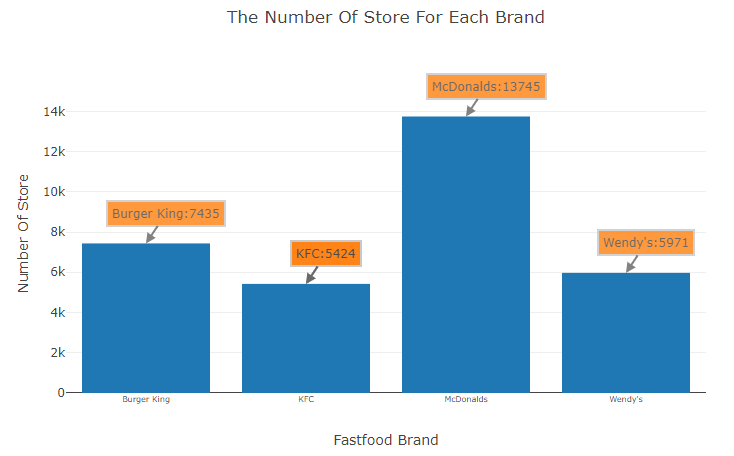 The Number Of Store For Each Brand
McDonalds:13745
14k
12k
10k
Burger King:7435
8k
Wendy's:5971
KFC:5424
6k
4k
2k
0
Number Of Store
Burger King
KFC
McDonalds
Wendy's
Fastfood Brand